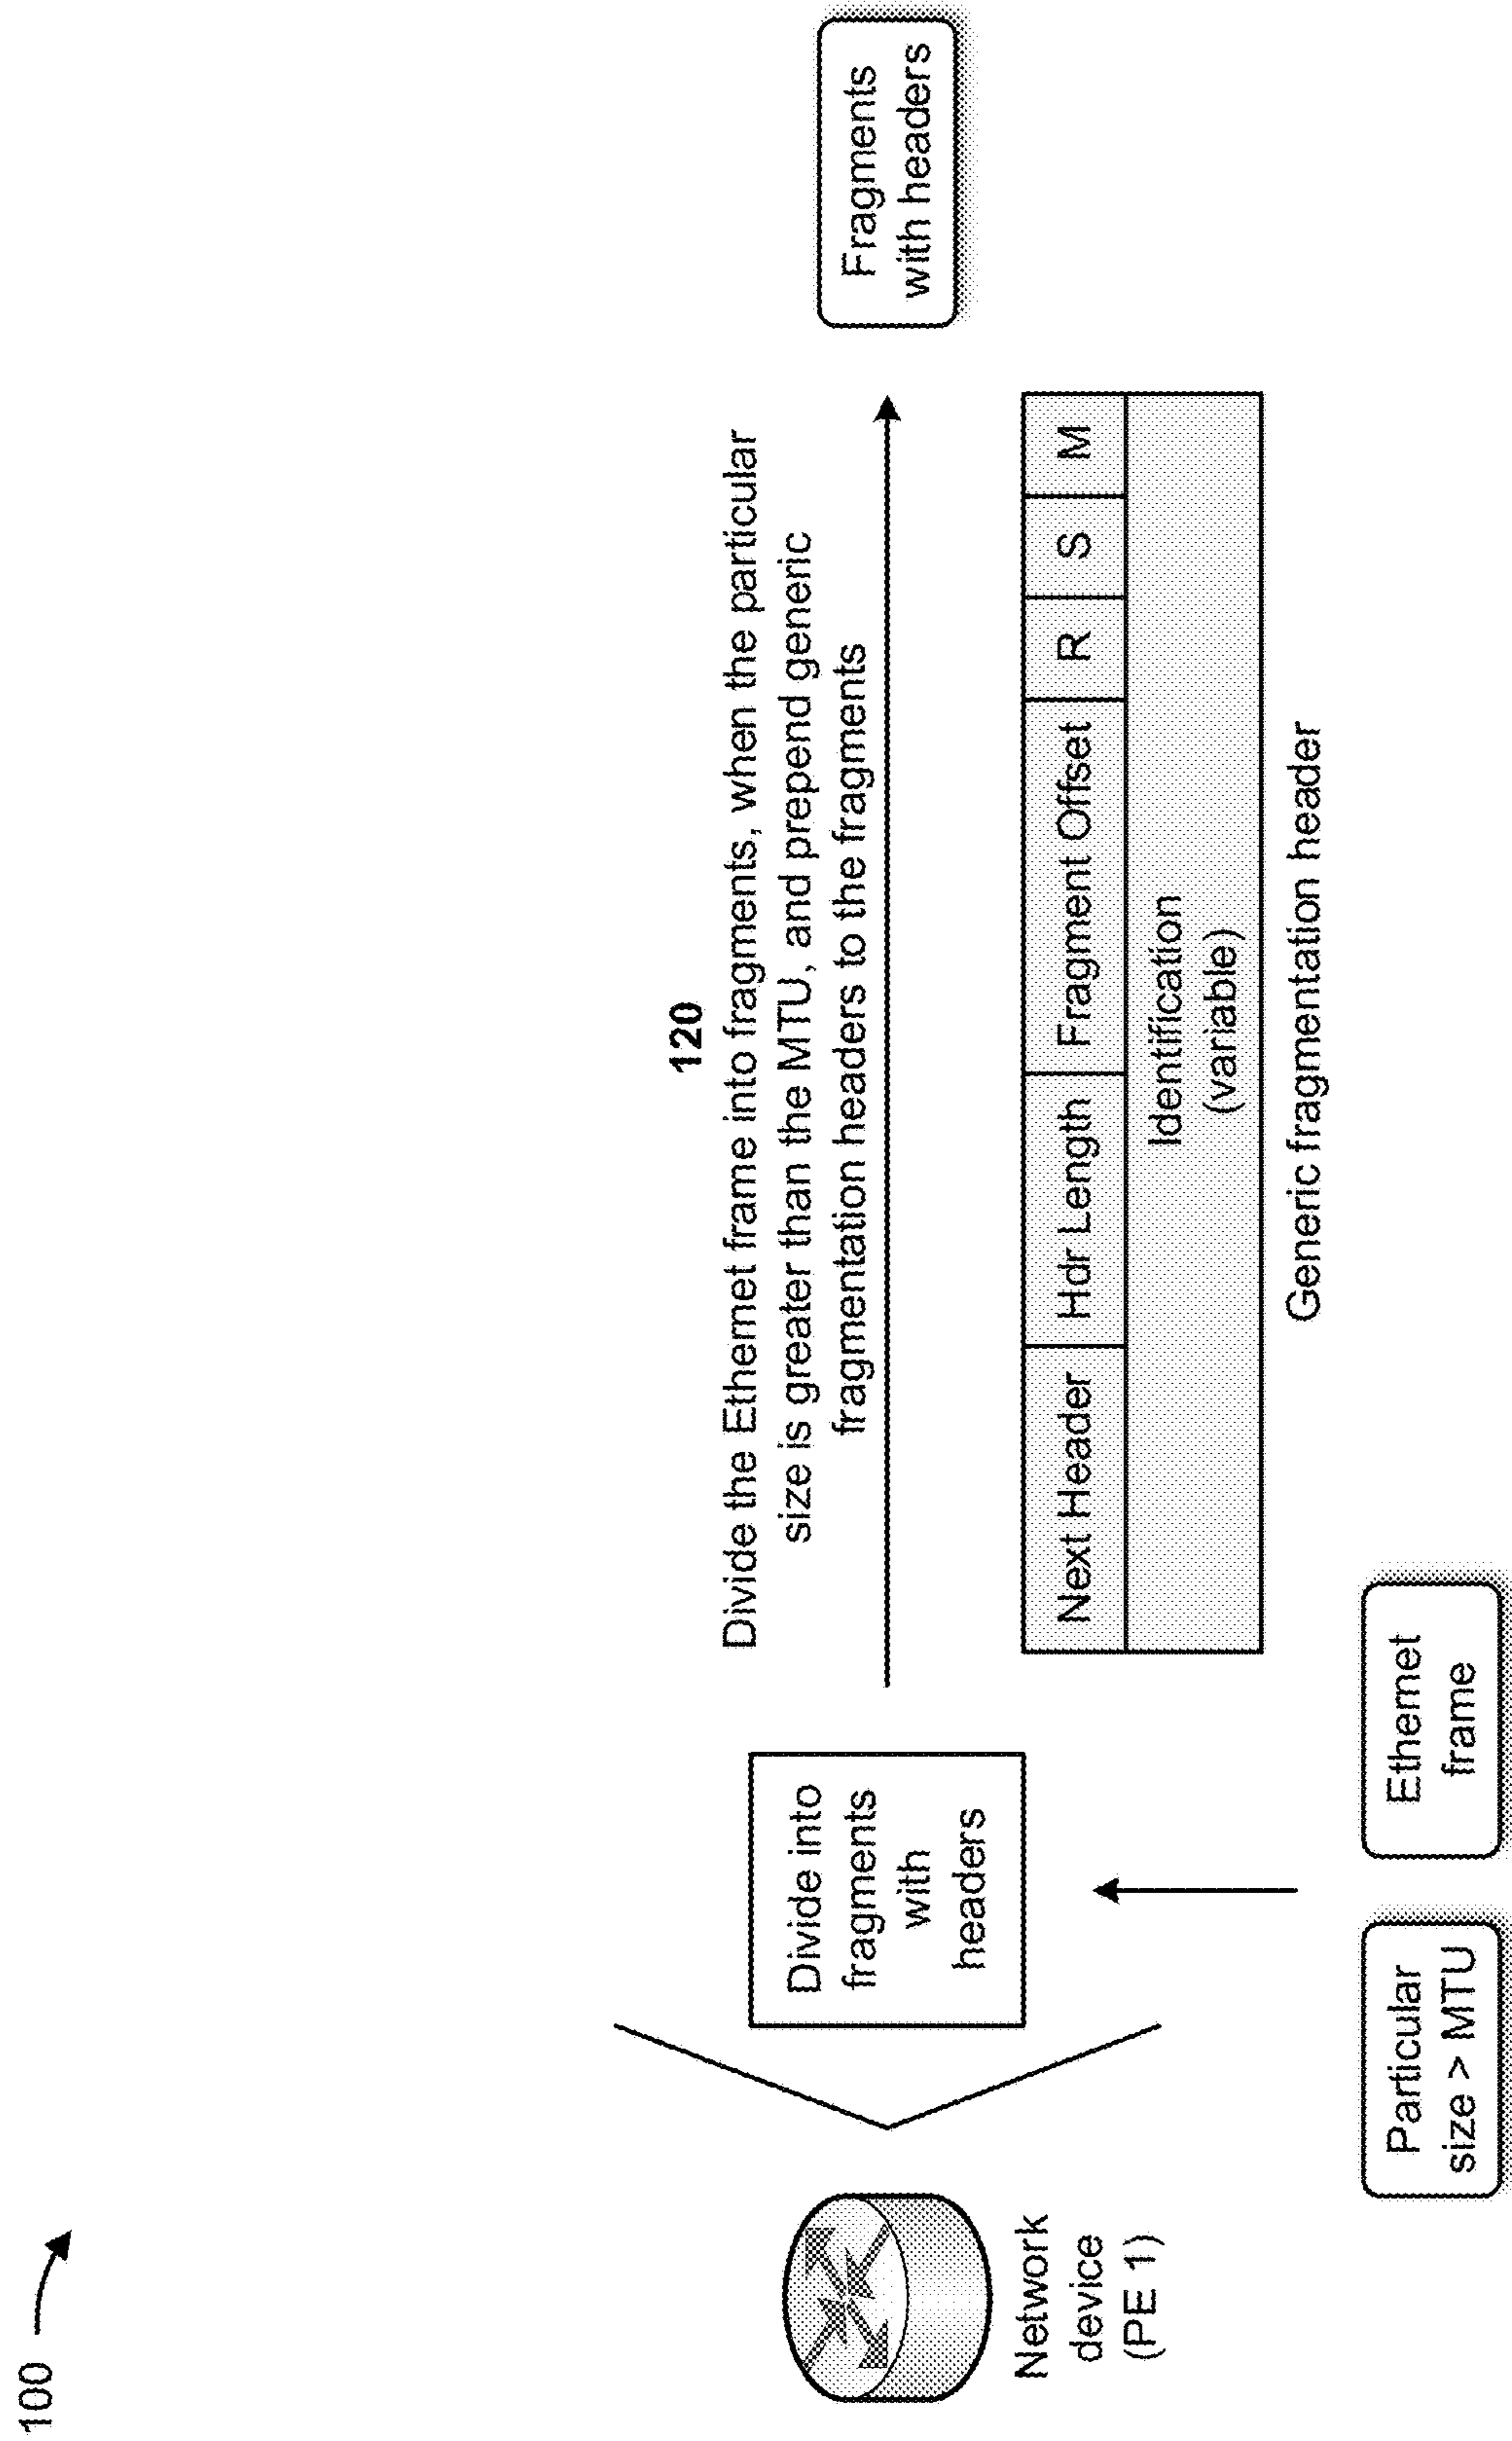 100
120
Divide the Ethernet frame into fragments, when the particular
size is greater than the MTU, and prepend generic
fragmentation headers to the fragments
Divide into
fragments
with
headers
Fragments
with headers
Network
device
(PE 1)
Next Header
Hdr Length
Fragment Offset
R
S
M
Identification
(variable)
Generic fragmentation header
Particular
size > MTU
Ethernet
frame